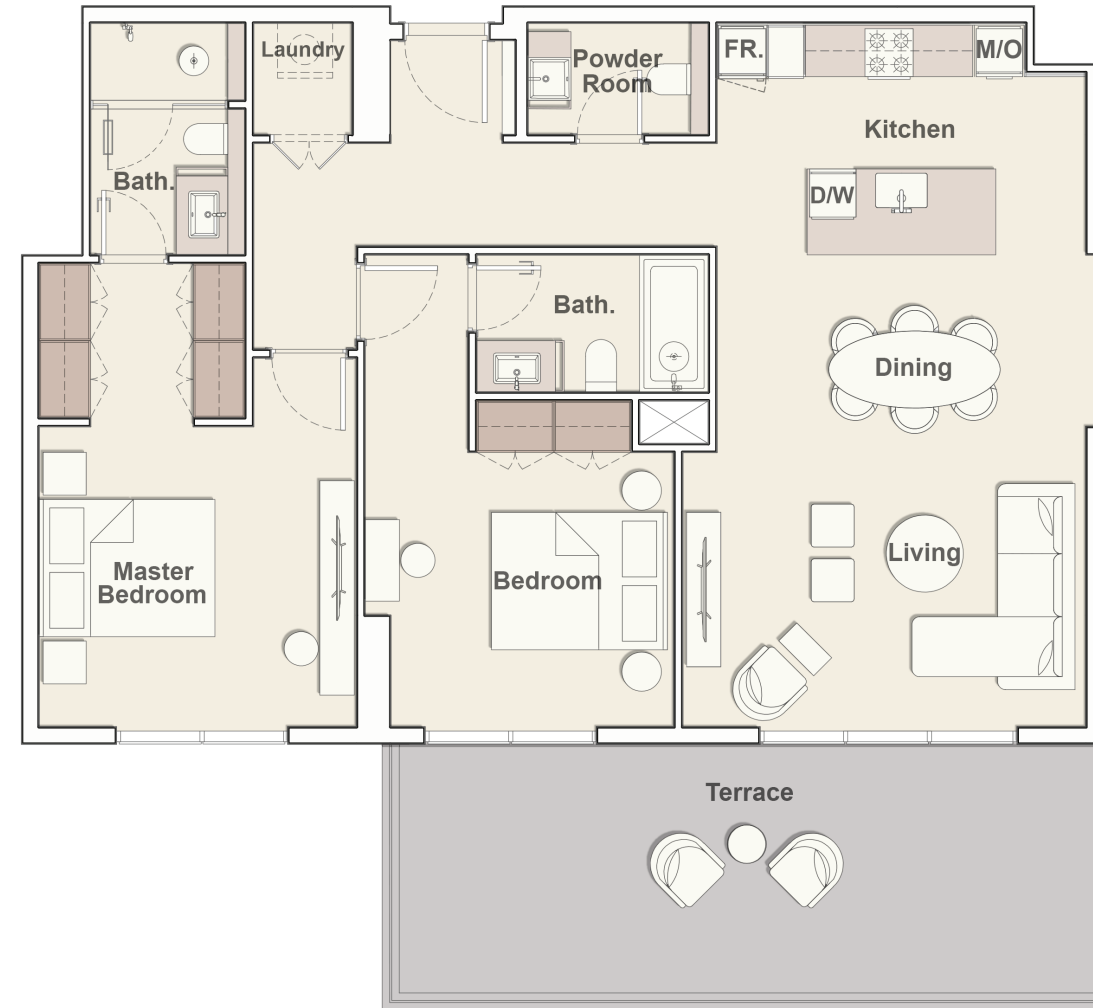 Laundry
Powder
Room
FR.
M/O
Kitchen
Bath.
D/W
Bath.
Dining
Living
Master
Bedroom
Bedroom
Terrace